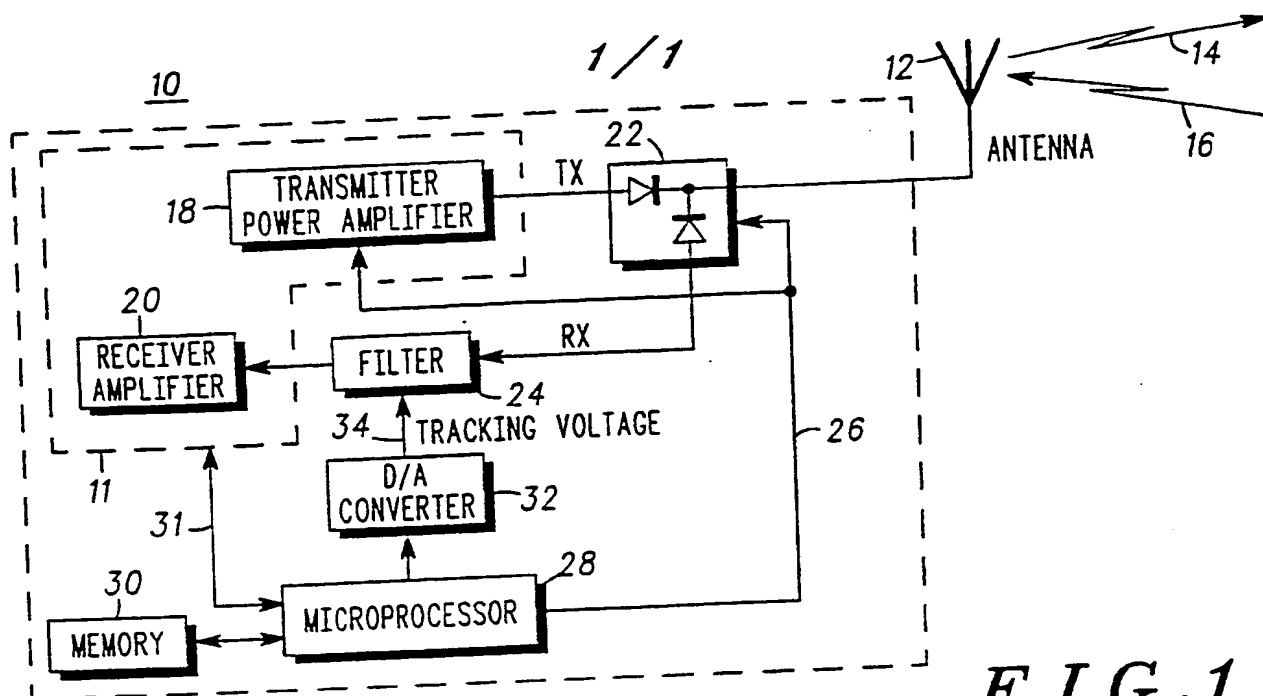 1/1
10
12
14
16
ANTENNA
22
TX
18
TRANSMITTER
POWER AMPLIFIER
20
RECEIVER
AMPLIFIER
RX
FILTER
24
34
TRACKING VOLTAGE
26
11
31
D/A
CONVERTER
32
28
30
MICROPROCESSOR
MEMORY
FIG.1